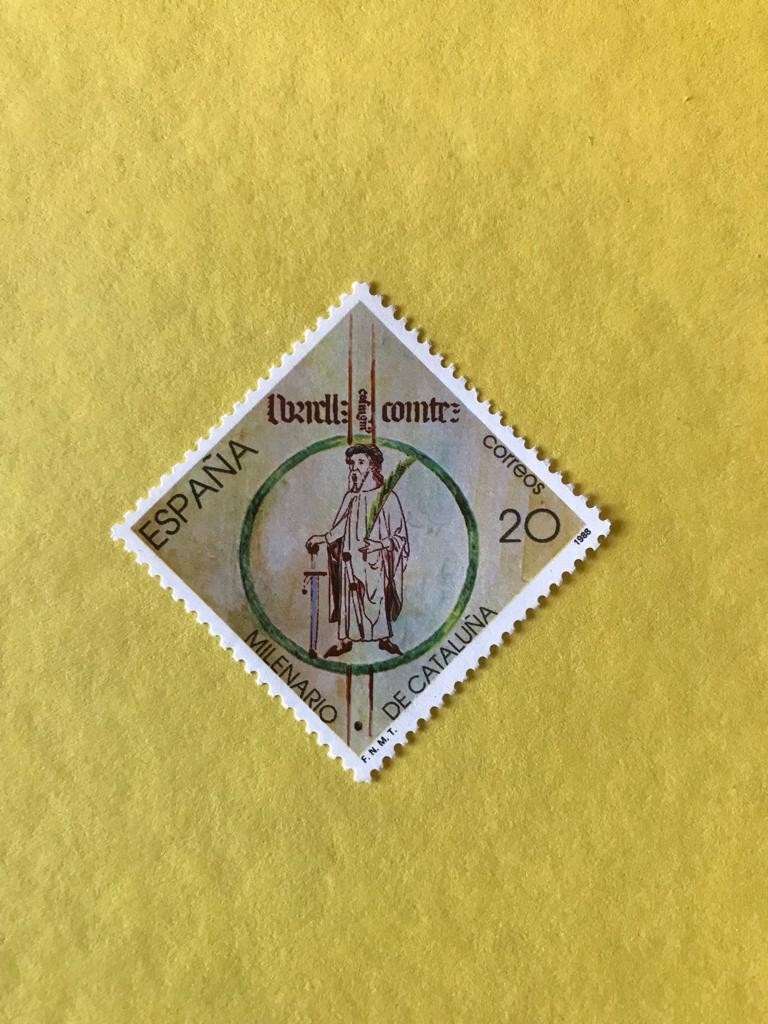 Borrell: comte:
ESPAÑA
correos
20
1988
MILENARIO
DE CATALUÑA
F. N. M. T.